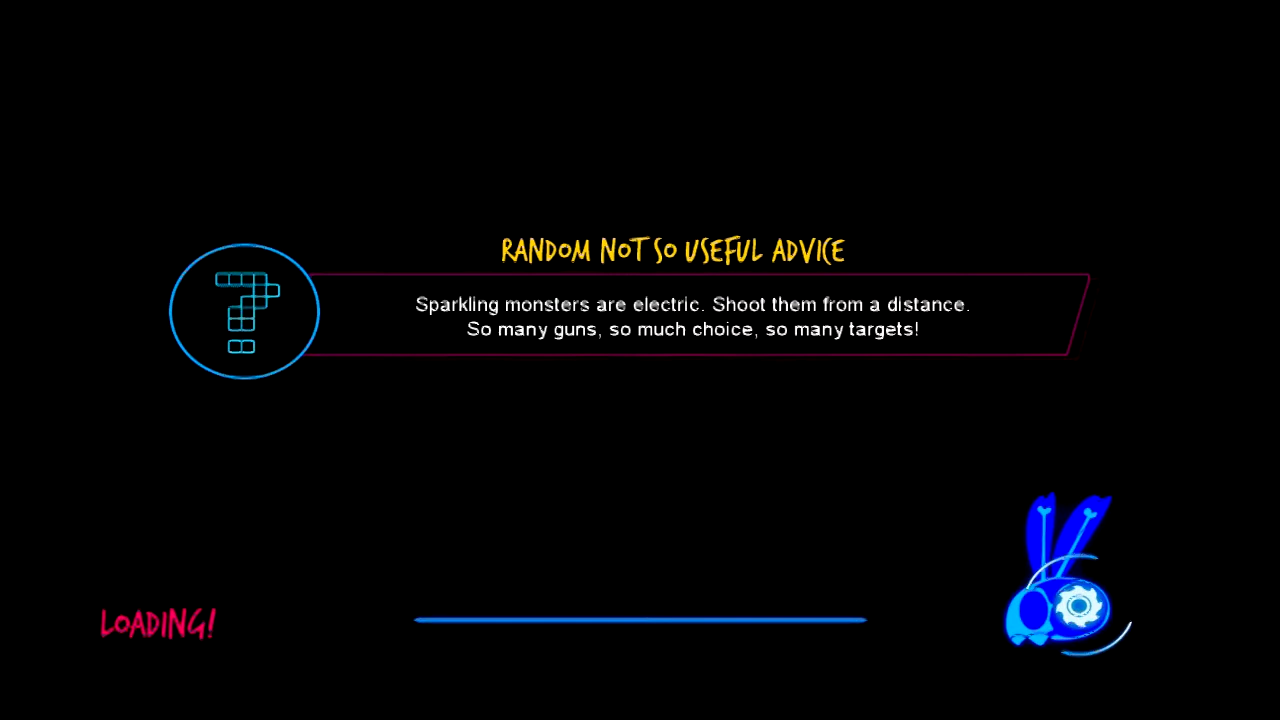 RANDOM NOT SO USEFUL ADVICE
Sparkling monsters are electric. Shoot them from a distance.
So many guns, so much choice, so many targets!
LOADING!